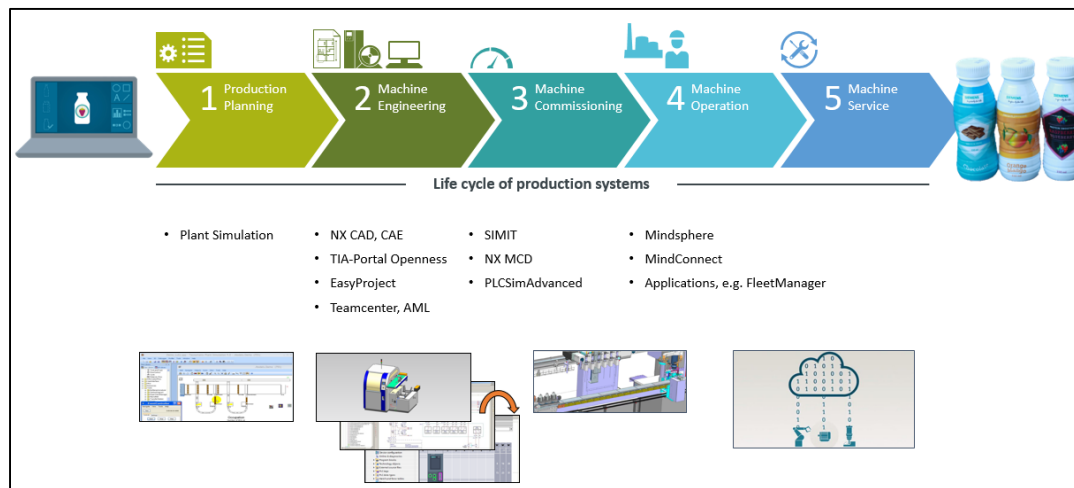 1 Production
Planning
2 Machine
Engineering
3 Machine
Commissioning
4 Machine
Operation
5 Machine
Service
Life cycle of production systems
• Plant Simulation
• NX CAD, CAE
• TIA-Portal Openness
• EasyProject
• Teamcenter, AML
• SIMIT
• NX MCD
• PLCSimAdvanced
• Mindsphere
• MindConnect
• Applications, e.g. FleetManager